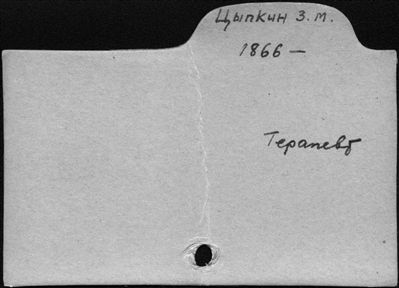 Цыпкин З.М.
1866 —
Терапевт